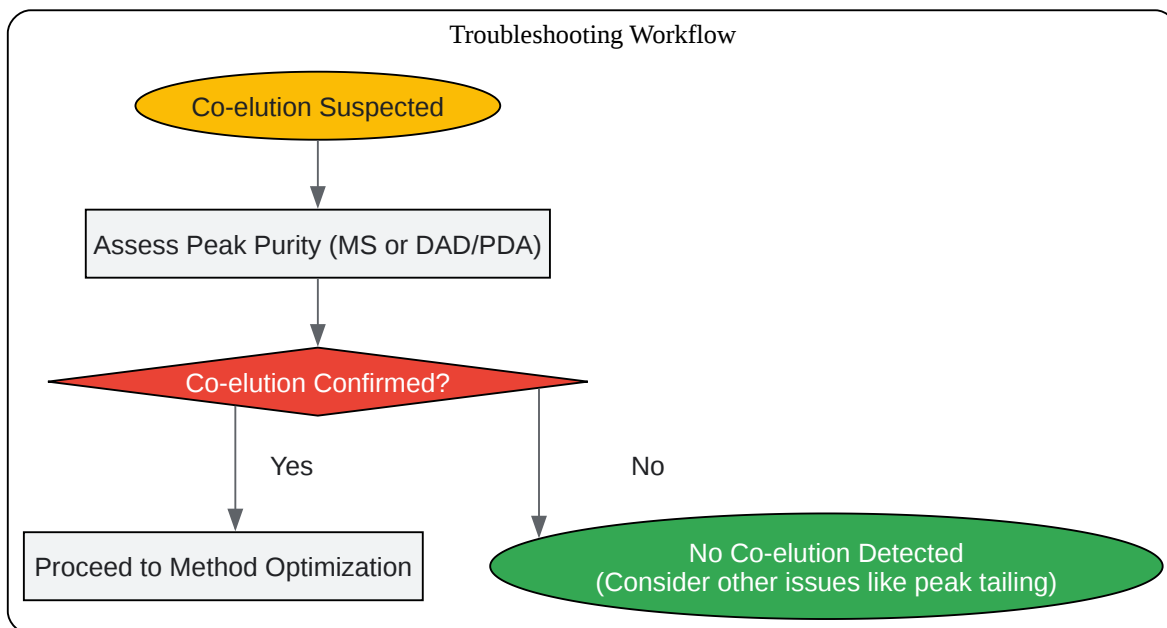 Troubleshooting Workflow
Co-elution Suspected
Assess Peak Purity (MS or DAD/PDA)
Co-elution Confirmed?
Yes
No
Proceed to Method Optimization
No Co-elution Detected
(Consider other issues like peak tailing)